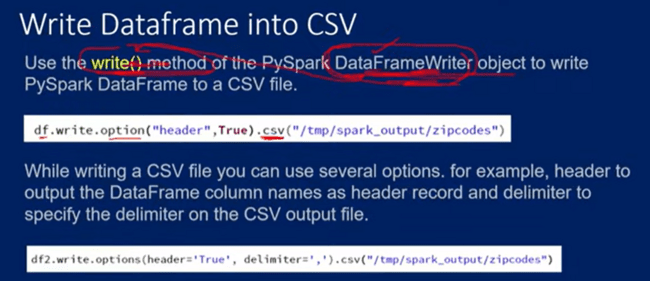 Write Dataframe into CSV
Use the write() method of the PySpark DataFrameWriter object to write
PySpark DataFrame to a CSV file.
df.write.option("header",True).csv("/tmp/spark_output/zipcodes")
While writing a CSV file you can use several options. for example, header to
output the DataFrame column names as header record and delimiter to
specify the delimiter on the CSV output file.
df2.write.options(header='True', delimiter=',').csv("/tmp/spark_output/zipcodes")